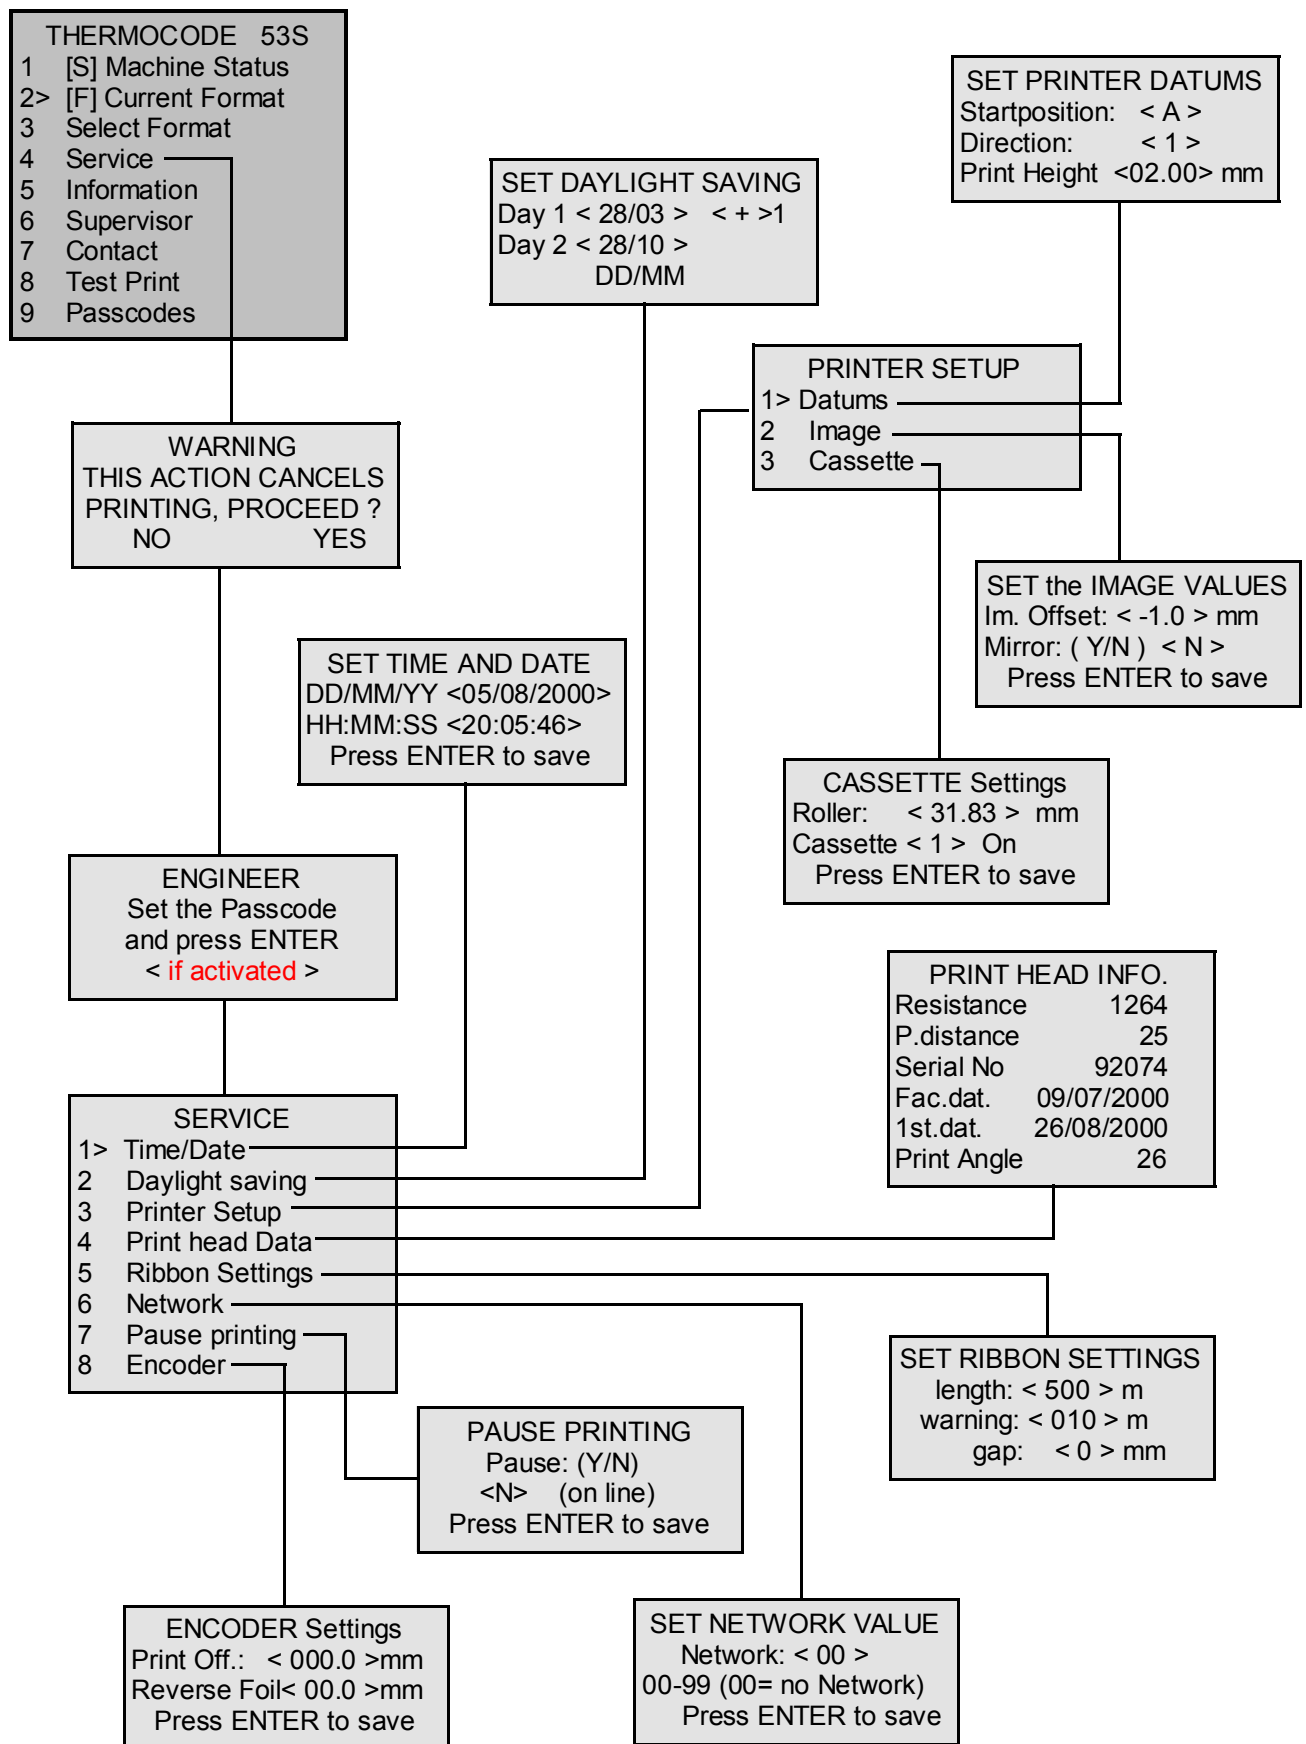 THERMOCODE 53S
1 [S] Machine Status
2> [F] Current Format
3 Select Format
4 Service
5 Information
6 Supervisor
7 Contact
8 Test Print
9 Passcodes
SET PRINTER DATUMS
Startposition: < A >
Direction: < 1 >
Print Height <02.00> mm
SET DAYLIGHT SAVING
Day 1 < 28/03 > < + >1
Day 2 < 28/10 >
DD/MM
PRINTER SETUP
1> Datums
2 Image
3 Cassette
WARNING
THIS ACTION CANCELS
PRINTING, PROCEED ?
NO YES
SET the IMAGE VALUES
Im. Offset: < -1.0 > mm
Mirror: ( Y/N ) < N >
Press ENTER to save
SET TIME AND DATE
DD/MM/YY <05/08/2000>
HH:MM:SS <20:05:46>
Press ENTER to save
CASSETTE Settings
Roller: < 31.83 > mm
Cassette < 1 > On
Press ENTER to save
ENGINEER
Set the Passcode
and press ENTER
< if activated >
PRINT HEAD INFO.
Resistance 1264
P.distance 25
Serial No 92074
Fac.dat. 09/07/2000
1st.dat. 26/08/2000
Print Angle 26
SERVICE
1> Time/Date
2 Daylight saving
3 Printer Setup
4 Print head Data
5 Ribbon Settings
6 Network
7 Pause printing
8 Encoder
SET RIBBON SETTINGS
length: < 500 > m
warning: < 010 > m
gap: < 0 > mm
PAUSE PRINTING
Pause: (Y/N)
<N> (on line)
Press ENTER to save
ENCODER Settings
Print Off.: < 000.0 >mm
Reverse Foil< 00.0 >mm
Press ENTER to save
SET NETWORK VALUE
Network: < 00 >
00-99 (00= no Network)
Press ENTER to save